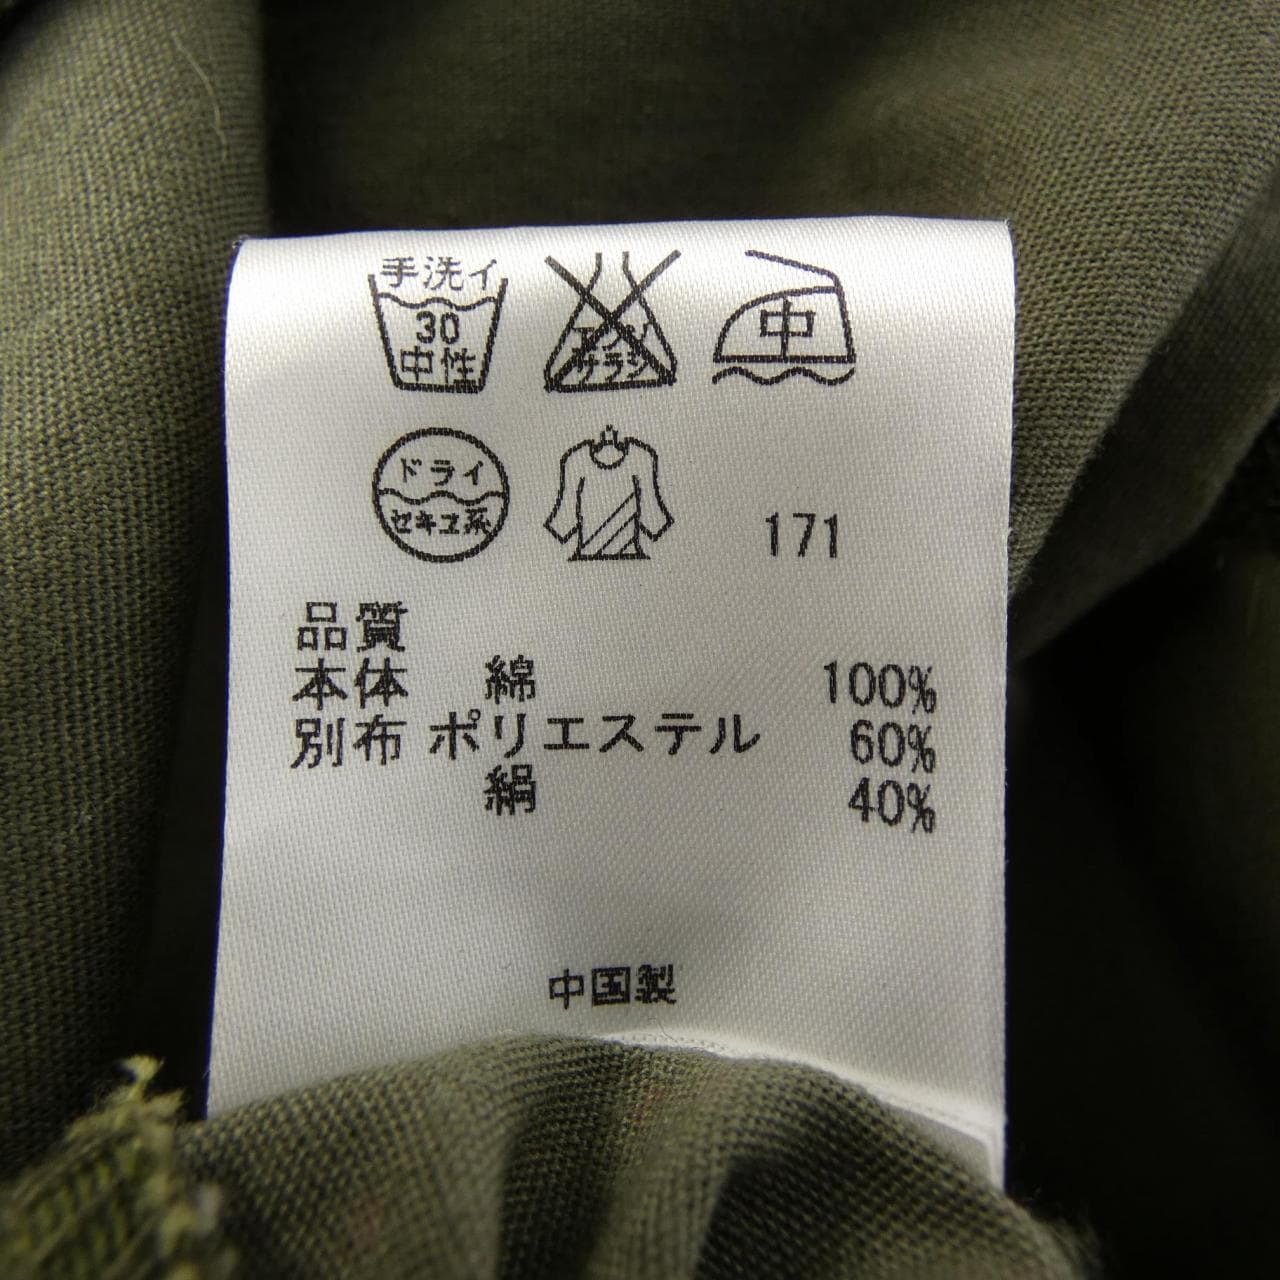 手洗イ
30
中性
エンソ
サラシ
中
ドライ
セキユ系
171
品質
本体 綿 100%
別布 ポリエステル 60%
絹 40%
中国製